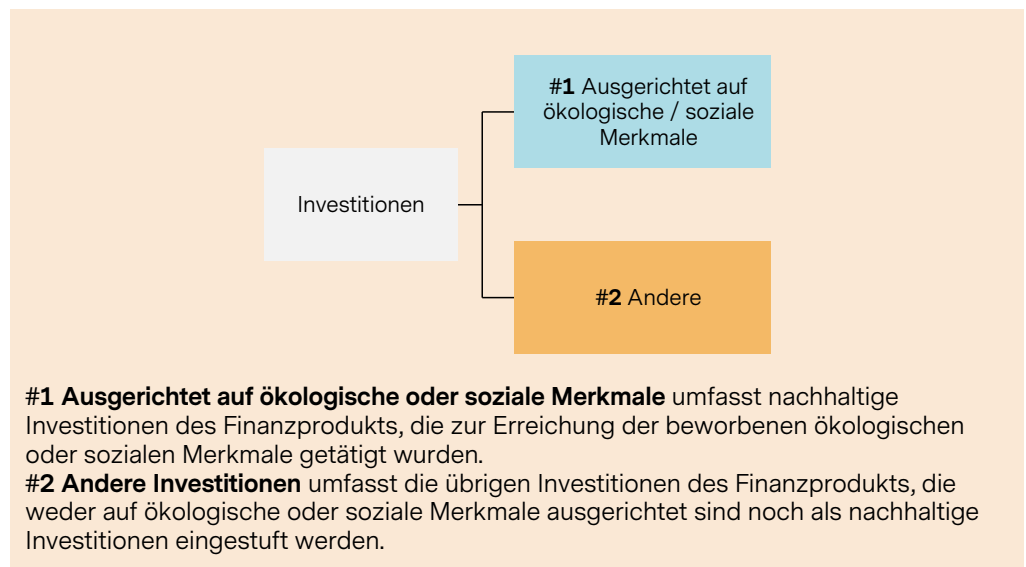 #1 Ausgerichtet auf
ökologische / soziale
Merkmale
Investitionen
#2 Andere
#1 Ausgerichtet auf ökologische oder soziale Merkmale umfasst nachhaltige
Investitionen des Finanzprodukts, die zur Erreichung der beworbenen ökologischen
oder sozialen Merkmale getätigt wurden.
#2 Andere Investitionen umfasst die übrigen Investitionen des Finanzprodukts, die
weder auf ökologische oder soziale Merkmale ausgerichtet sind noch als nachhaltige
Investitionen eingestuft werden.